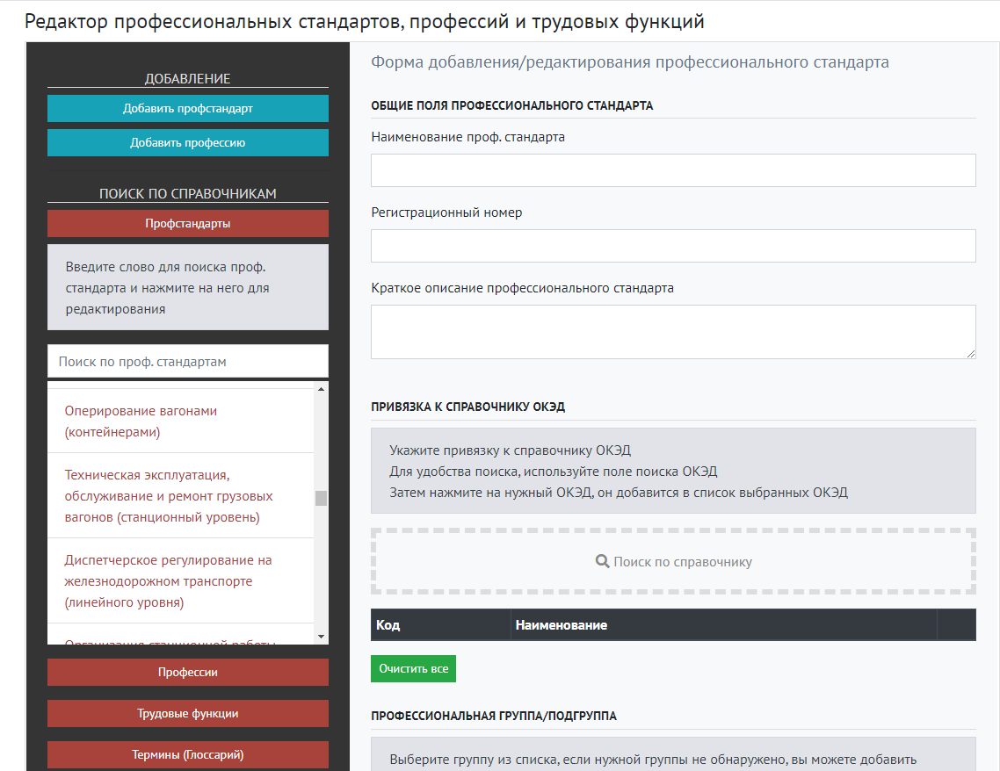 Редактор профессиональных стандартов, профессий и трудовых функций
ДОБАВЛЕНИЕ
Добавить профстандарт
Добавить профессию
ПОИСК ПО СПРАВОЧНИКАМ
Профстандарты
Введите слово для поиска проф.
стандарта и нажмите на него для
редактирования
Поиск по проф. стандартам
Оперирование вагонами
(контейнерами)
Техническая эксплуатация,
обслуживание и ремонт грузовых
вагонов (станционный уровень)
Диспетчерское регулирование на
железнодорожном транспорте
(линейного уровня)
Организация станционной работы
Профессии
Трудовые функции
Термины (Глоссарий)
Форма добавления/редактирования профессионального стандарта
ОБЩИЕ ПОЛЯ ПРОФЕССИОНАЛЬНОГО СТАНДАРТА
Наименование проф. стандарта
Регистрационный номер
Краткое описание профессионального стандарта
ПРИВЯЗКА К СПРАВОЧНИКУ ОКЭД
Укажите привязку к справочнику ОКЭД
Для удобства поиска, используйте поле поиска ОКЭД
Затем нажмите на нужный ОКЭД, он добавится в список выбранных ОКЭД
Поиск по справочнику
Код Наименование
Очистить все
ПРОФЕССИОНАЛЬНАЯ ГРУППА/ПОДГРУППА
Выберите группу из списка, если нужной группы не обнаружено, вы можете добавить